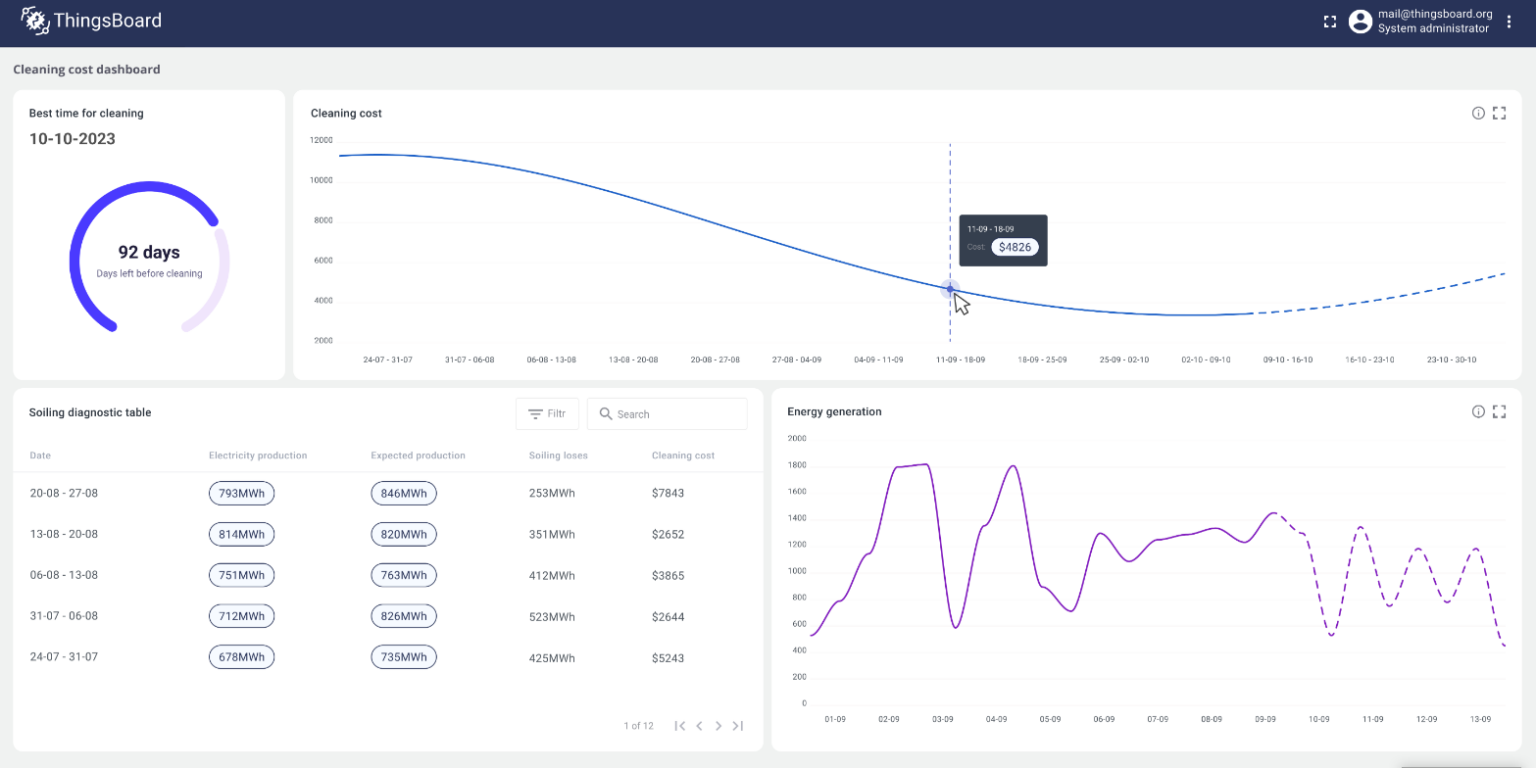 ThingsBoard
mail@thingsboard.org
System administrator
Cleaning cost dashboard
Best time for cleaning
10-10-2023
92 days
Days left before cleaning
Cleaning cost
12000
10000
8000
6000
4000
2000
11-09 - 18-09
Cost: $4826
24-07 - 31-07 31-07 - 06-08 06-08 - 13-08 13-08 - 20-08 20-08 - 27-08 27-08 - 04-09 04-09 - 11-09 11-09 - 18-09 18-09 - 25-09 25-09 - 02-10 02-10 - 09-10 09-10 - 16-10 16-10 - 23-10 23-10 - 30-10
Soiling diagnostic table
Filtr
Search
Date Electricity production Expected production Soiling loses Cleaning cost
20-08 - 27-08 793MWh 846MWh 253MWh $7843
13-08 - 20-08 814MWh 820MWh 351MWh $2652
06-08 - 13-08 751MWh 763MWh 412MWh $3865
31-07 - 06-08 712MWh 826MWh 523MWh $2644
24-07 - 31-07 678MWh 735MWh 425MWh $5243
1 of 12
Energy generation
2000
1800
1600
1400
1200
1000
800
600
400
200
0
01-09 02-09 03-09 04-09 05-09 06-09 07-09 08-09 09-09 10-09 11-09 12-09 13-09